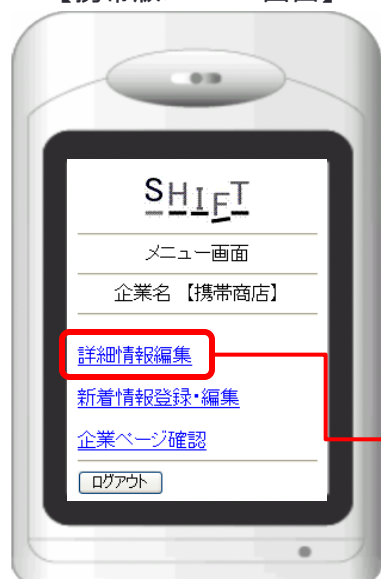 SHIFT
メニュー画面
企業名 【携帯商店】
詳細情報編集
新着情報登録・編集
企業ページ確認
ログアウト